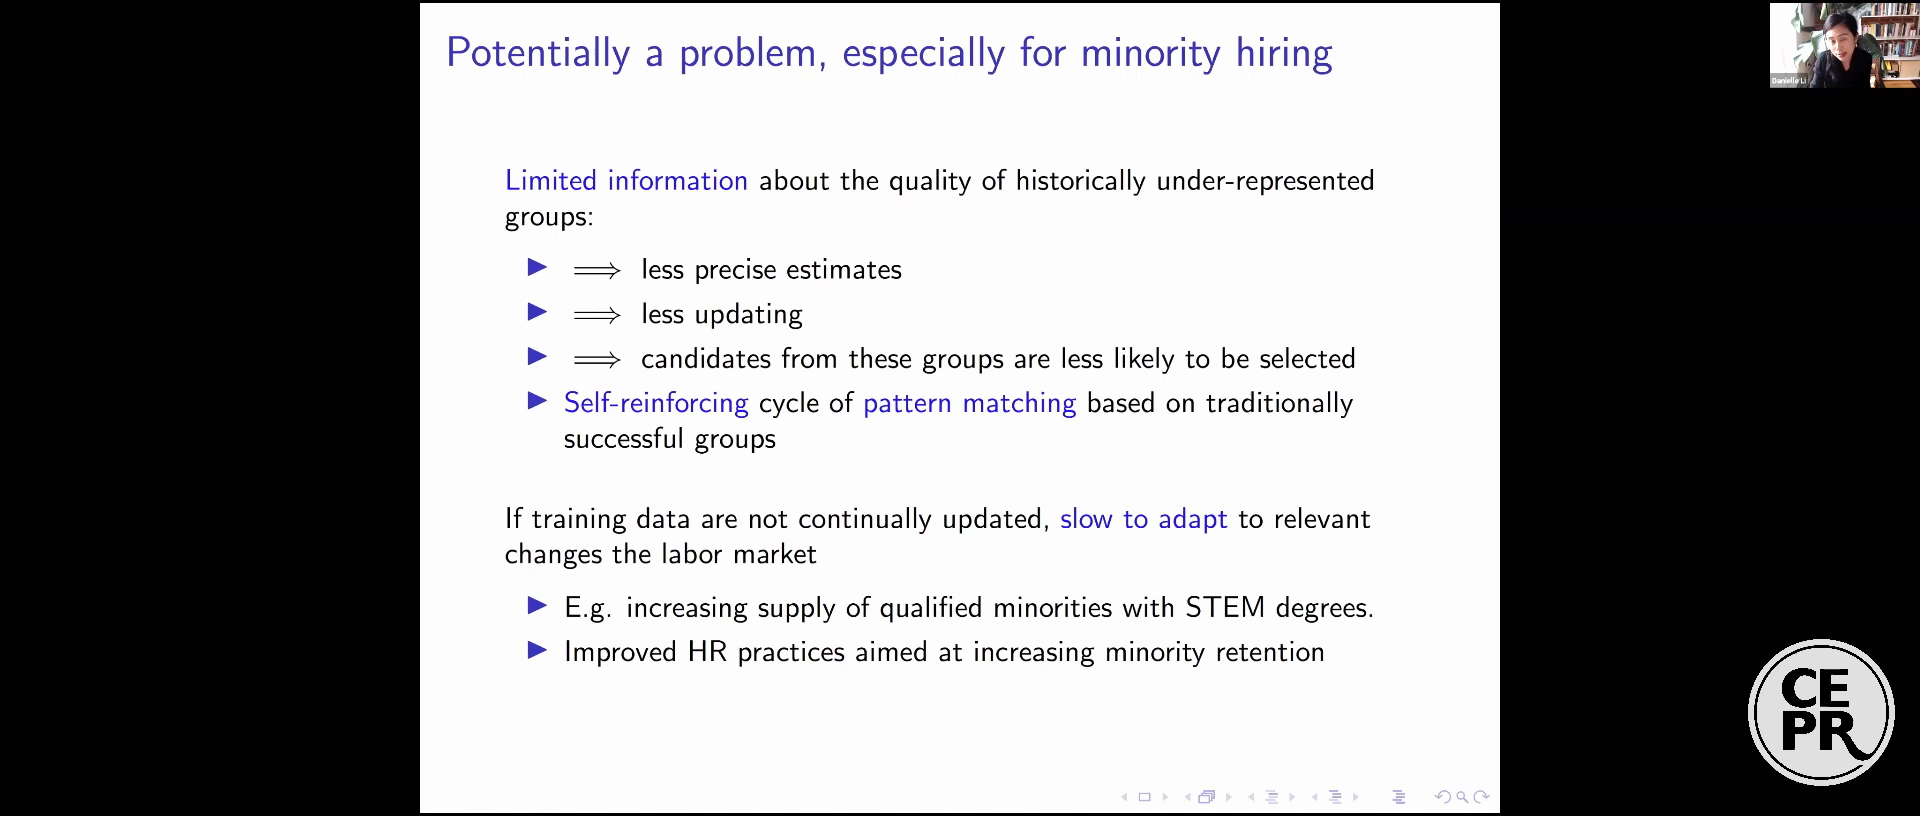 Potentially a problem, especially for minority hiring
Danielle Li
Limited information about the quality of historically under-represented
groups:
⟹ less precise estimates
⟹ less updating
⟹ candidates from these groups are less likely to be selected
Self-reinforcing cycle of pattern matching based on traditionally
successful groups
If training data are not continually updated, slow to adapt to relevant
changes the labor market
E.g. increasing supply of qualified minorities with STEM degrees.
Improved HR practices aimed at increasing minority retention
CE
PR